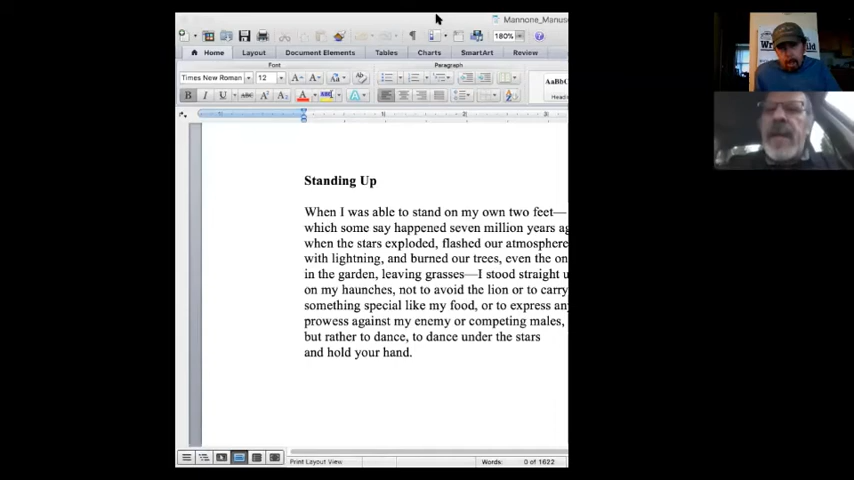 Mannone_Manus
180%
Home Layout Document Elements Tables Charts SmartArt Review
Font Paragraph
Times New Roman 12
Standing Up
When I was able to stand on my own two feet—
which some say happened seven million years ag
when the stars exploded, flashed our atmosphere
with lightning, and burned our trees, even the on
in the garden, leaving grasses—I stood straight u
on my haunches, not to avoid the lion or to carry
something special like my food, or to express any
prowess against my enemy or competing males,
but rather to dance, to dance under the stars
and hold your hand.
Print Layout View Words: 0 of 1622